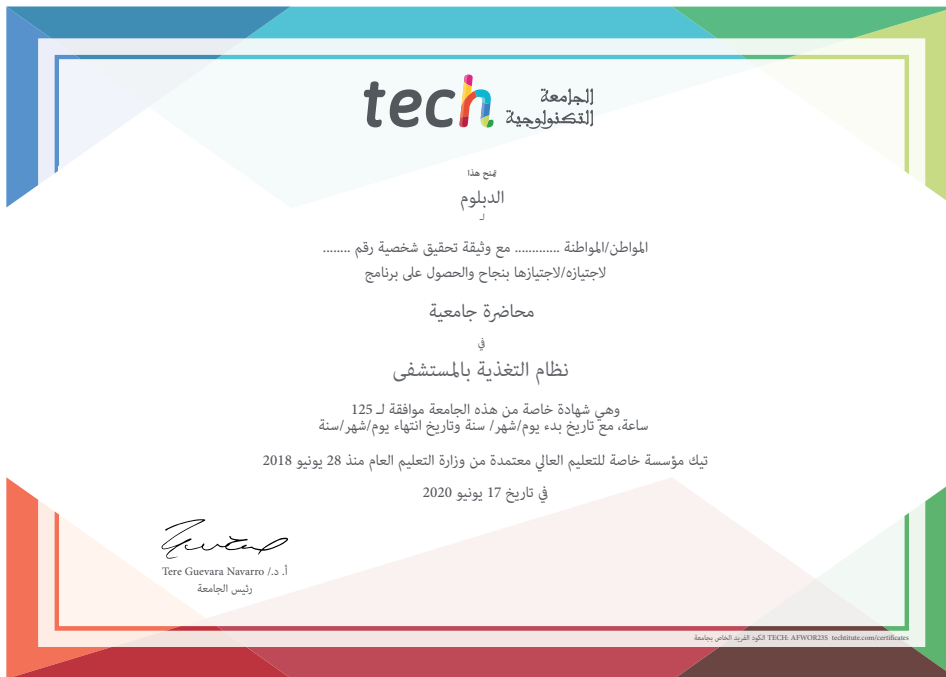 tech الجامعة
التكنولوجية
يمنح هذا
الدبلوم
لـ
المواطن/المواطنة ............. مع وثيقة تحقيق شخصية رقم ........
لاجتيازه/لاجتيازها بنجاح والحصول على برنامج
محاضرة جامعية
في
نظام التغذية بالمستشفى
وهي شهادة خاصة من هذه الجامعة موافقة لـ 125
ساعة، مع تاريخ بدء يوم/شهر/ سنة وتاريخ انتهاء يوم/شهر/سنة
تيك مؤسسة خاصة للتعليم العالي معتمدة من وزارة التعليم العام منذ 28 يونيو 2018
في تاريخ 17 يونيو 2020
أ. د./ Tere Guevara Navarro
رئيس الجامعة
الكود الفريد الخاص بجامعة TECH: AFWOR23S techtitute.com/certificates